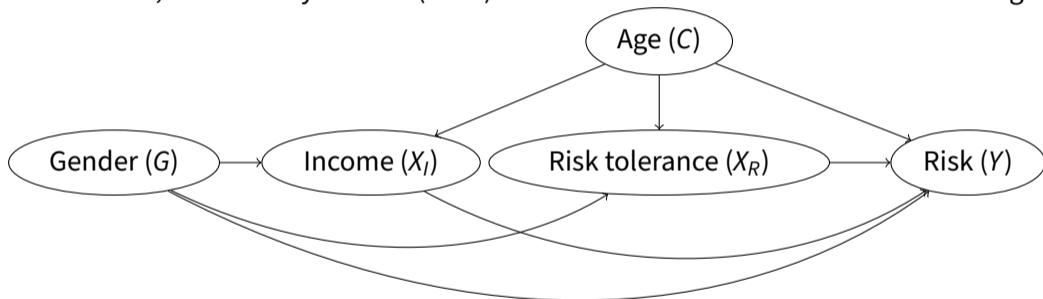 Age (C)
Gender (G)
Income (X_I)
Risk tolerance (X_R)
Risk (Y)